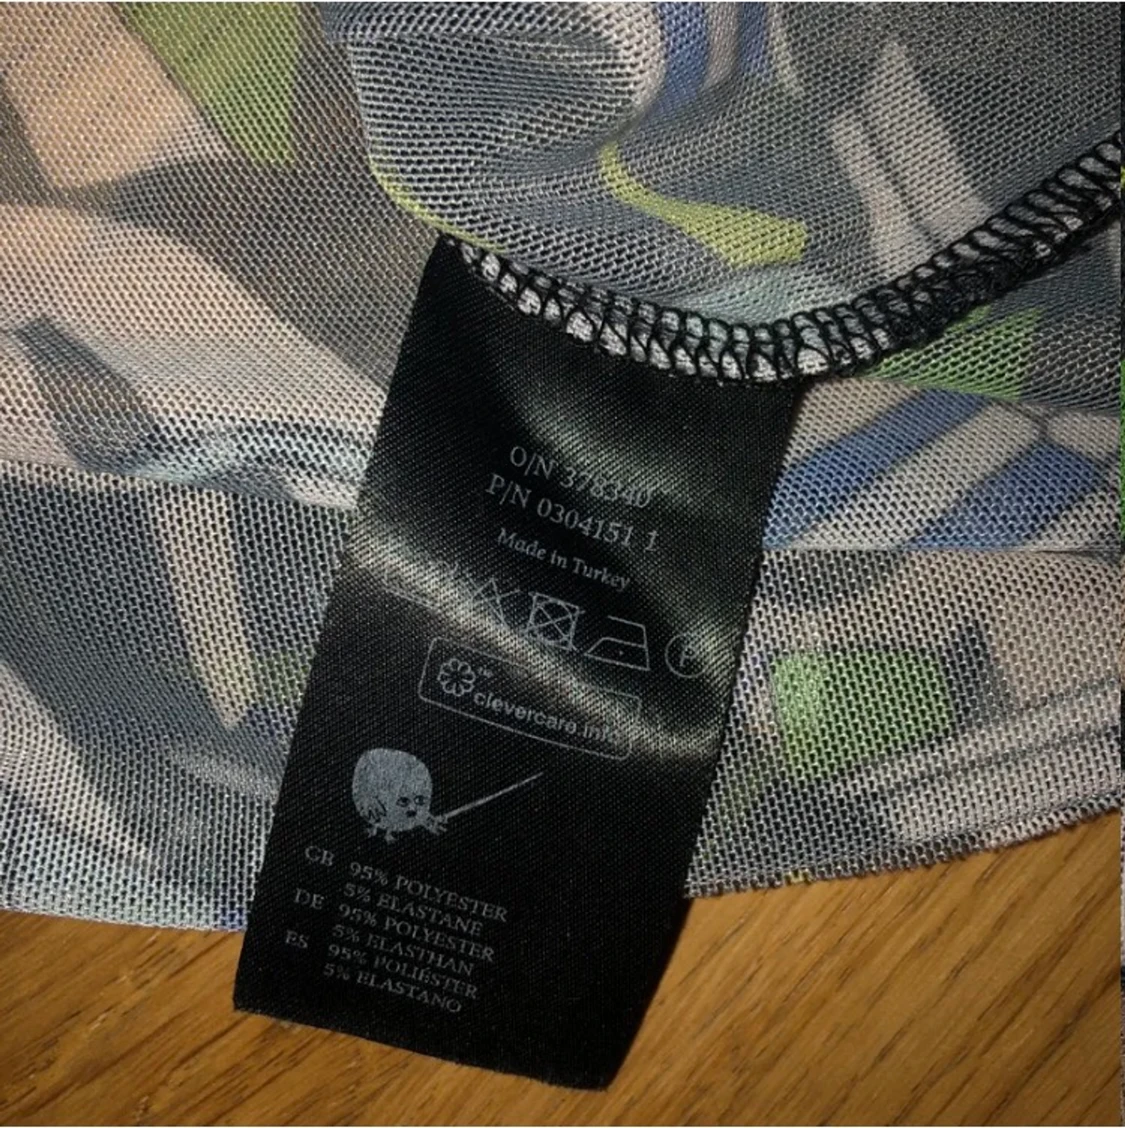 O/N 378340
P/N 0304151 1
Made in Turkey
P
™
clevercare.info
GB 95% POLYESTER
5% ELASTANE
DE 95% POLYESTER
5% ELASTHAN
ES 95% POLIÉSTER
5% ELASTANO